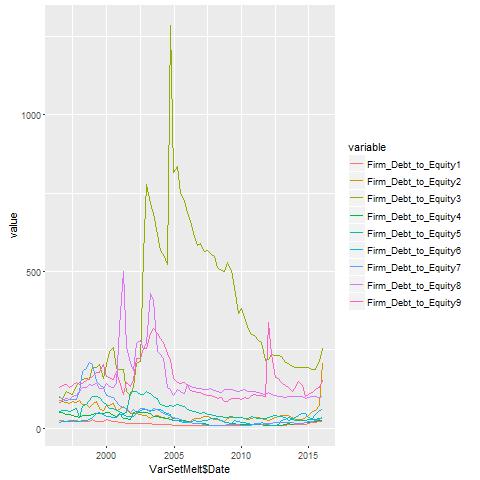 1000
500
0
value
2000
2005
2010
2015
VarSetMelt$Date
variable
Firm_Debt_to_Equity1
Firm_Debt_to_Equity2
Firm_Debt_to_Equity3
Firm_Debt_to_Equity4
Firm_Debt_to_Equity5
Firm_Debt_to_Equity6
Firm_Debt_to_Equity7
Firm_Debt_to_Equity8
Firm_Debt_to_Equity9